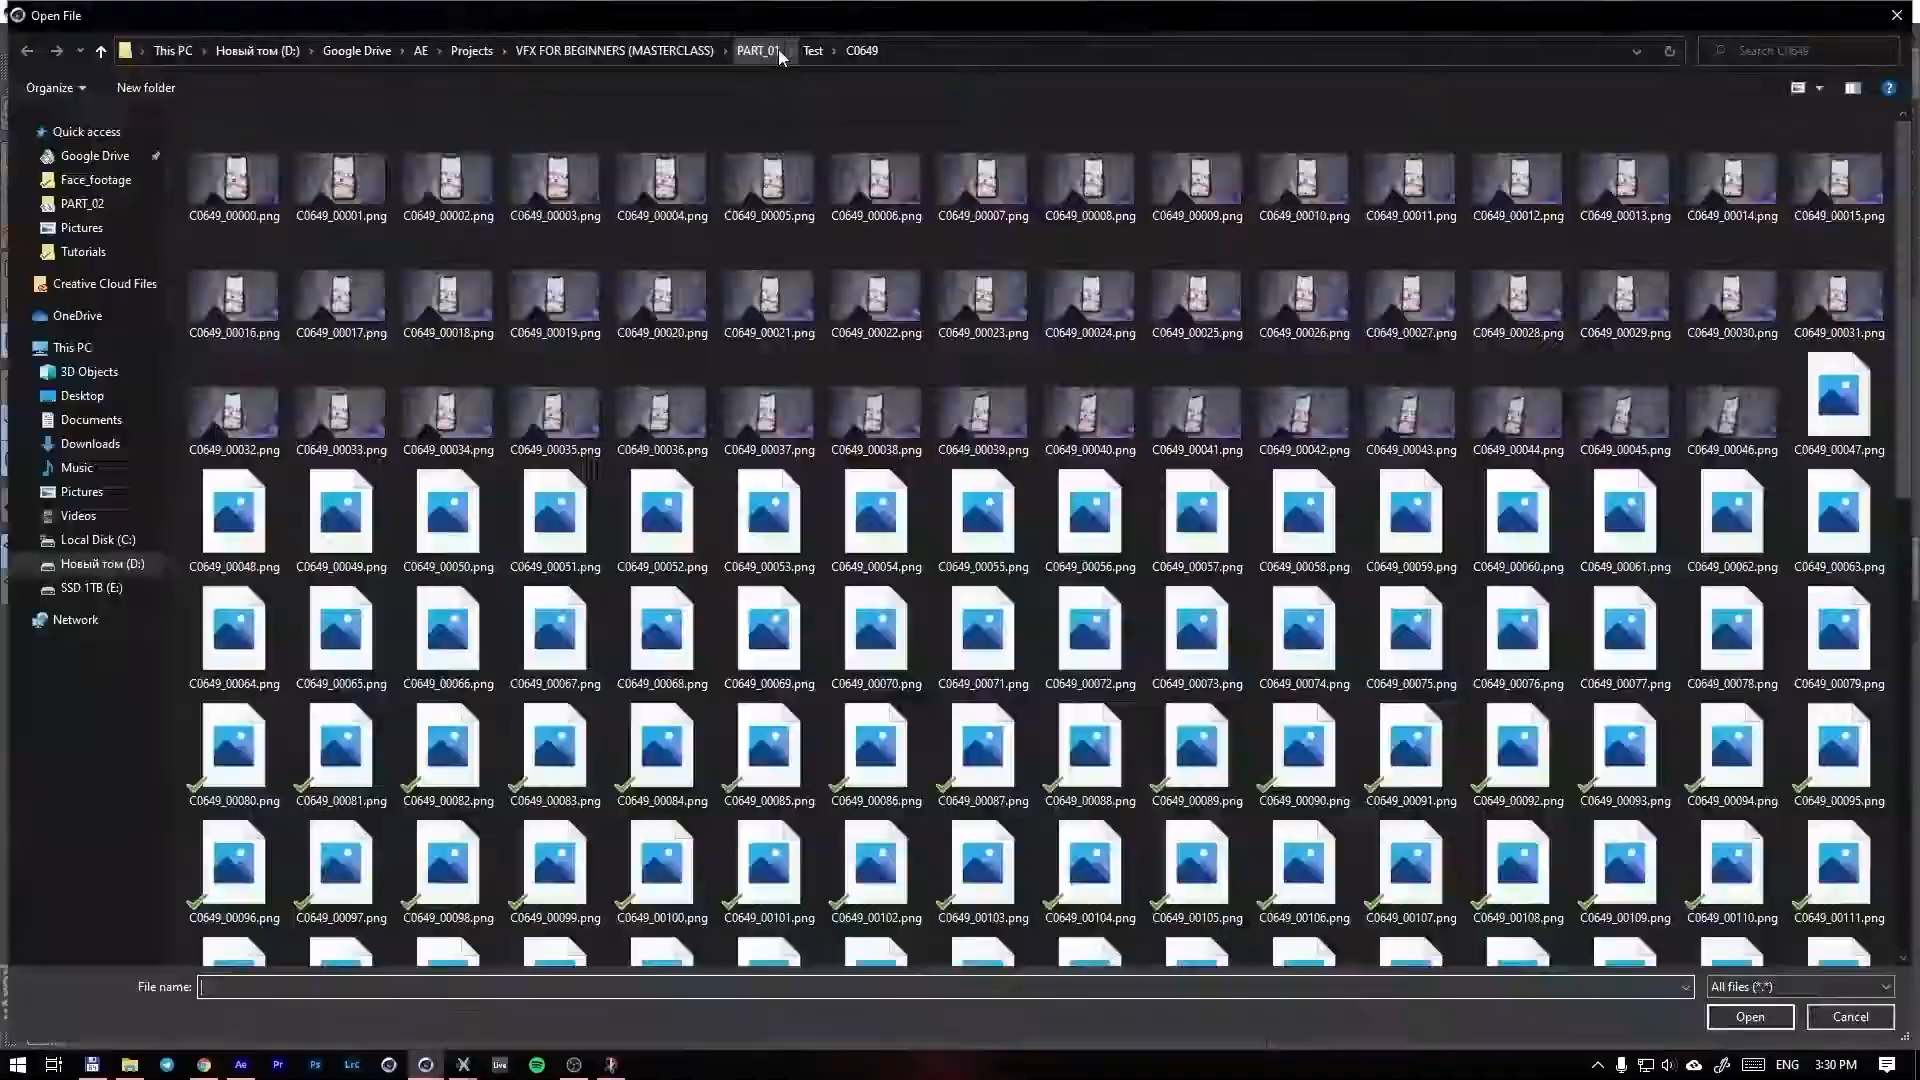 Open File
This PC > Новый том (D:) > Google Drive > AE > Projects > VFX FOR BEGINNERS (MASTERCLASS) > PART_01 > Test > C0649
Search C0649
Organize
New folder
Quick access
Google Drive
Face_footage
PART_02
Pictures
Tutorials
Creative Cloud Files
OneDrive
This PC
3D Objects
Desktop
Documents
Downloads
Music
Pictures
Videos
Local Disk (C:)
Новый том (D:)
SSD 1TB (E:)
Network
C0649_00000.png C0649_00001.png C0649_00002.png C0649_00003.png C0649_00004.png C0649_00005.png C0649_00006.png C0649_00007.png C0649_00008.png C0649_00009.png C0649_00010.png C0649_00011.png C0649_00012.png C0649_00013.png C0649_00014.png C0649_00015.png
C0649_00016.png C0649_00017.png C0649_00018.png C0649_00019.png C0649_00020.png C0649_00021.png C0649_00022.png C0649_00023.png C0649_00024.png C0649_00025.png C0649_00026.png C0649_00027.png C0649_00028.png C0649_00029.png C0649_00030.png C0649_00031.png
C0649_00032.png C0649_00033.png C0649_00034.png C0649_00035.png C0649_00036.png C0649_00037.png C0649_00038.png C0649_00039.png C0649_00040.png C0649_00041.png C0649_00042.png C0649_00043.png C0649_00044.png C0649_00045.png C0649_00046.png C0649_00047.png
C0649_00048.png C0649_00049.png C0649_00050.png C0649_00051.png C0649_00052.png C0649_00053.png C0649_00054.png C0649_00055.png C0649_00056.png C0649_00057.png C0649_00058.png C0649_00059.png C0649_00060.png C0649_00061.png C0649_00062.png C0649_00063.png
C0649_00064.png C0649_00065.png C0649_00066.png C0649_00067.png C0649_00068.png C0649_00069.png C0649_00070.png C0649_00071.png C0649_00072.png C0649_00073.png C0649_00074.png C0649_00075.png C0649_00076.png C0649_00077.png C0649_00078.png C0649_00079.png
C0649_00080.png C0649_00081.png C0649_00082.png C0649_00083.png C0649_00084.png C0649_00085.png C0649_00086.png C0649_00087.png C0649_00088.png C0649_00089.png C0649_00090.png C0649_00091.png C0649_00092.png C0649_00093.png C0649_00094.png C0649_00095.png
C0649_00096.png C0649_00097.png C0649_00098.png C0649_00099.png C0649_00100.png C0649_00101.png C0649_00102.png C0649_00103.png C0649_00104.png C0649_00105.png C0649_00106.png C0649_00107.png C0649_00108.png C0649_00109.png C0649_00110.png C0649_00111.png
File name:
All files (*.*)
Open
Cancel
Ae Pr Ps Lrc Live
ENG 3:30 PM